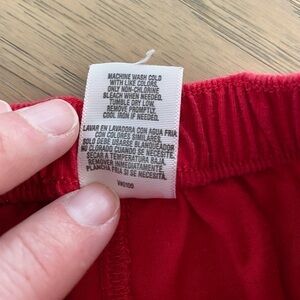 MACHINE WASH COLD
WITH LIKE COLORS.
ONLY NON-CHLORINE
BLEACH WHEN NEEDED.
TUMBLE DRY LOW.
REMOVE PROMPTLY.
COOL IRON IF NEEDED.
LAVAR EN LAVADORA CON AGUA FRIA
CON COLORES SIMILARES.
SOLO DEBE USARSE BLANQUEADOR
NO CLORADO CUANDO SE NECESITE.
SECAR A TEMPERATURA BAJA.
REMOVER INMEDIATAMENTE.
PLANCHA FRIA SI SE NECESITA.